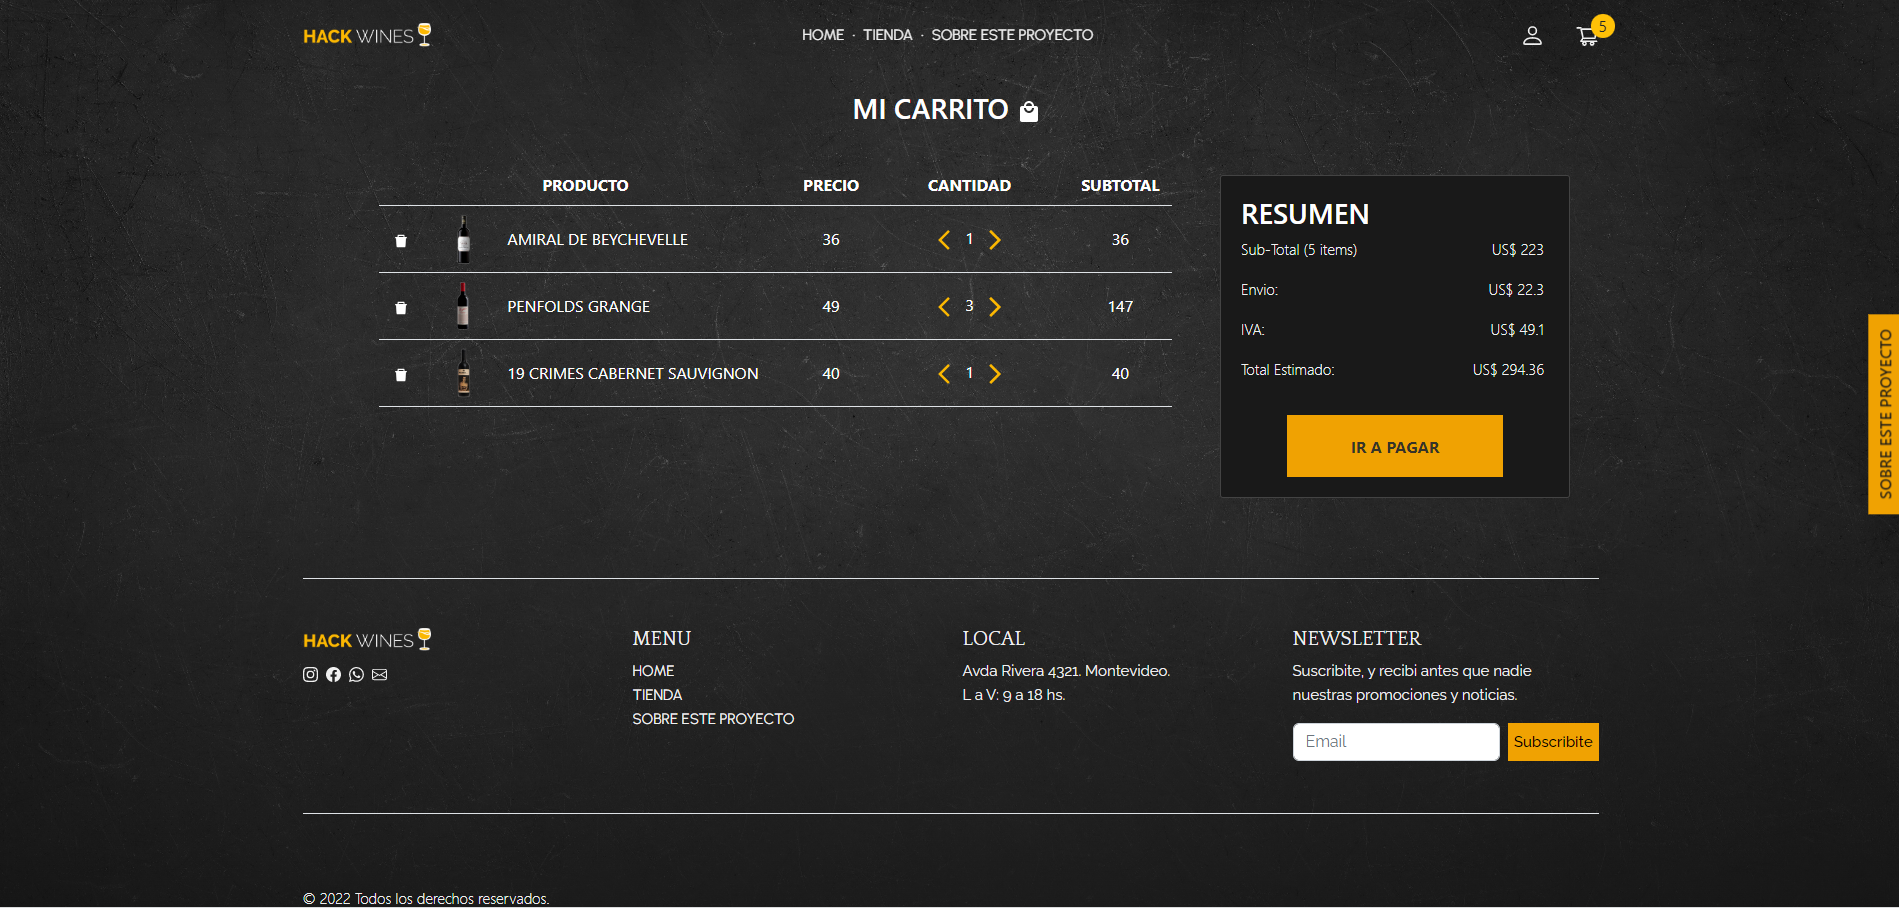 HACK WINES
HOME · TIENDA · SOBRE ESTE PROYECTO
5
MI CARRITO
PRODUCTO PRECIO CANTIDAD SUBTOTAL
AMIRAL DE BEYCHEVELLE 36 1 36
PENFOLDS GRANGE 49 3 147
19 CRIMES CABERNET SAUVIGNON 40 1 40
RESUMEN
Sub-Total (5 items) US$ 223
Envio: US$ 22.3
IVA: US$ 49.1
Total Estimado: US$ 294.36
IR A PAGAR
SOBRE ESTE PROYECTO
HACK WINES
MENU
HOME
TIENDA
SOBRE ESTE PROYECTO
LOCAL
Avda Rivera 4321. Montevideo.
L a V: 9 a 18 hs.
NEWSLETTER
Suscribite, y recibi antes que nadie
nuestras promociones y noticias.
Email
Subscribite
© 2022 Todos los derechos reservados.